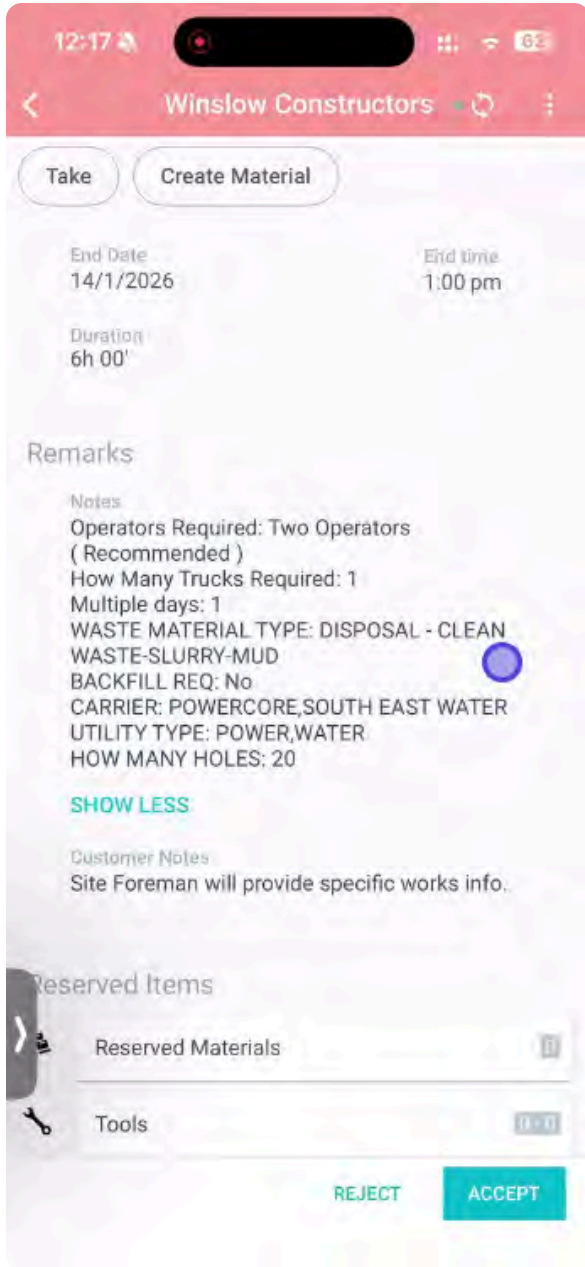 12:17
62
Winslow Constructors
Take
Create Material
End Date
End time
14/1/2026
1:00 pm
Duration
6h 00'
Remarks
Notes
Operators Required: Two Operators
( Recommended )
How Many Trucks Required: 1
Multiple days: 1
WASTE MATERIAL TYPE: DISPOSAL - CLEAN
WASTE-SLURRY-MUD
BACKFILL REQ: No
CARRIER: POWERCORE,SOUTH EAST WATER
UTILITY TYPE: POWER,WATER
HOW MANY HOLES: 20
SHOW LESS
Customer Notes
Site Foreman will provide specific works info.
Reserved Items
Reserved Materials
Tools
REJECT
ACCEPT